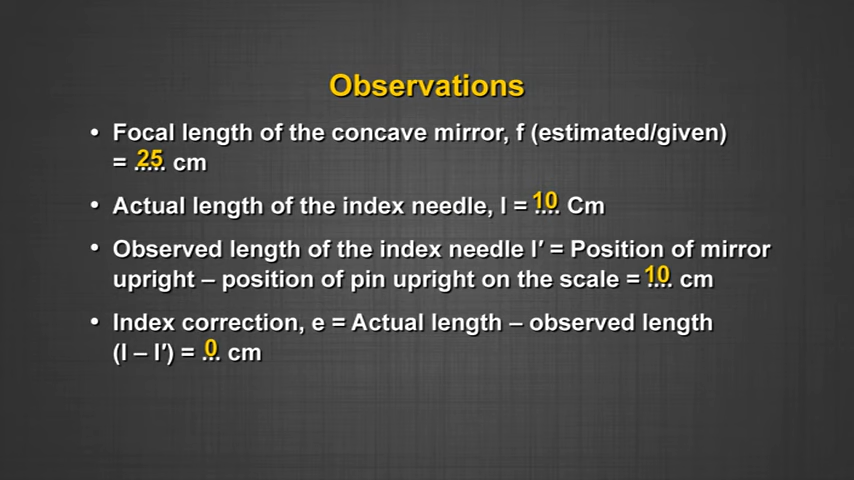 Observations
• Focal length of the concave mirror, f (estimated/given)
= ..25.. cm
• Actual length of the index needle, l = .10. Cm
• Observed length of the index needle l′ = Position of mirror
upright – position of pin upright on the scale = .10. cm
• Index correction, e = Actual length – observed length
(l – l′) = .0. cm